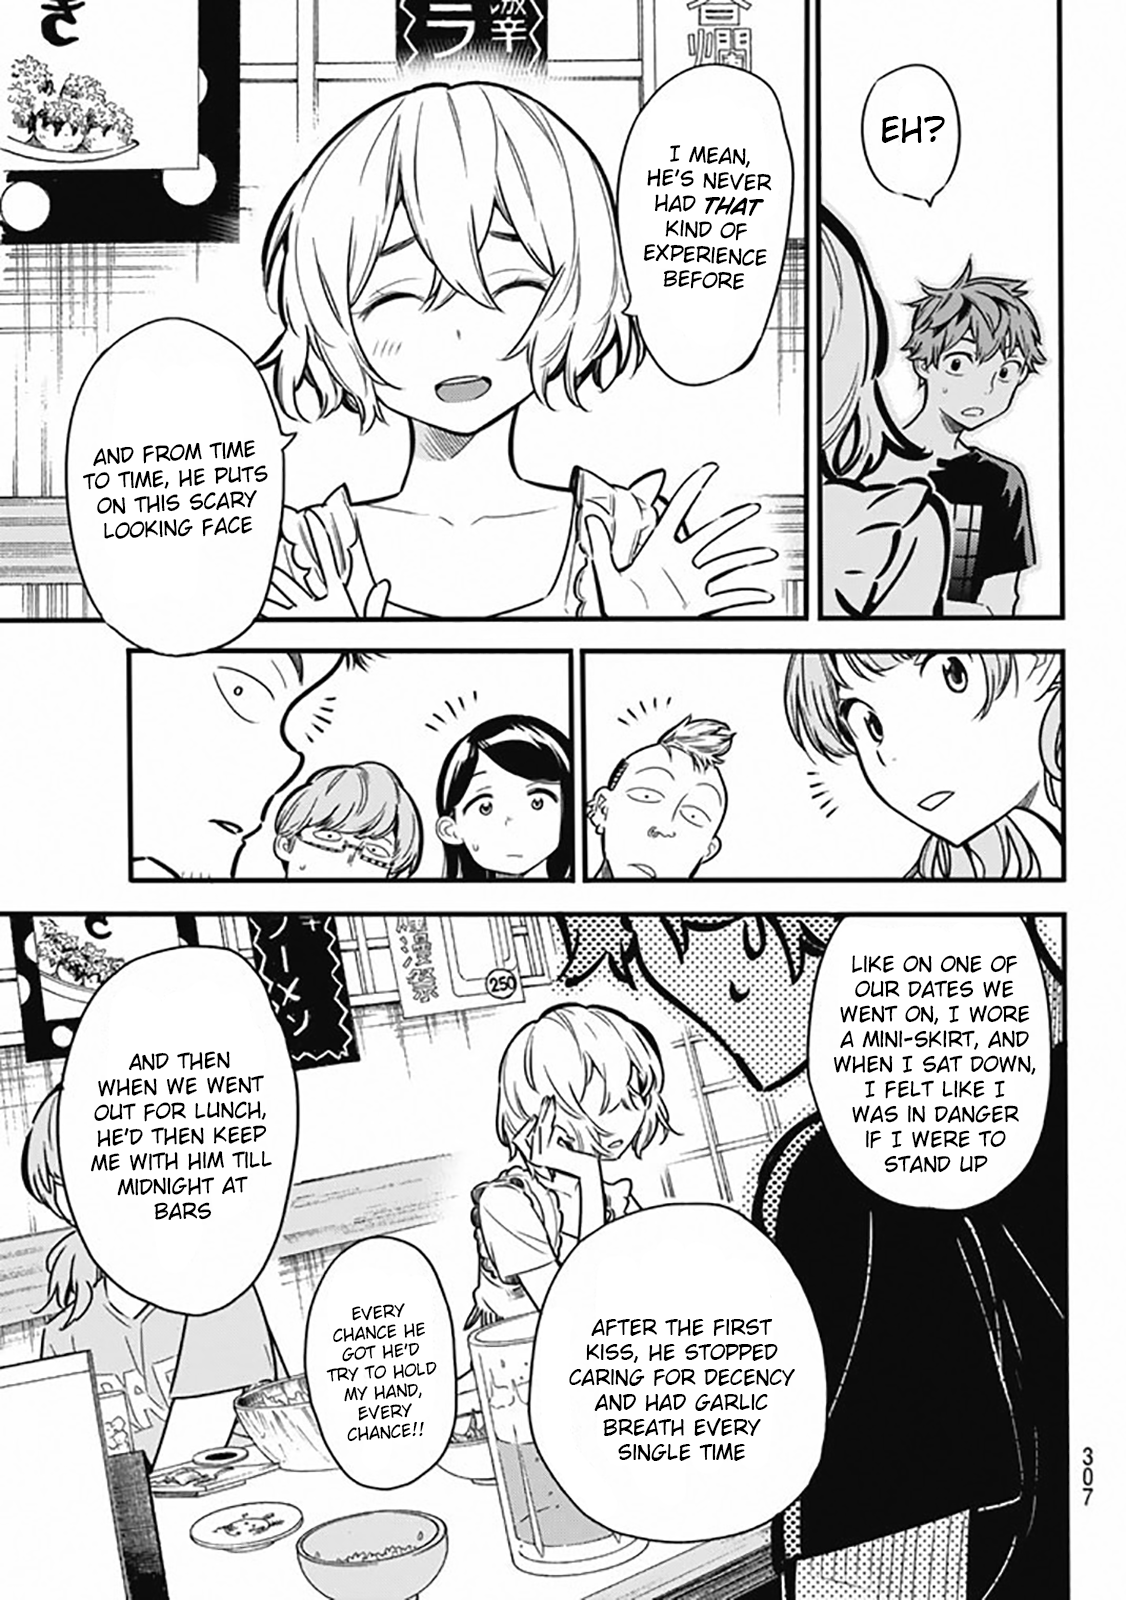 EH?
激辛
ラ
I MEAN,
HE'S NEVER
HAD THAT
KIND OF
EXPERIENCE
BEFORE
き
AND FROM TIME
TO TIME, HE PUTS
ON THIS SCARY
LOOKING FACE
LIKE ON ONE OF
OUR DATES WE
WENT ON, I WORE
A MINI-SKIRT, AND
WHEN I SAT DOWN,
I FELT LIKE I
WAS IN DANGER
IF I WERE TO
STAND UP
250
AFTER THE FIRST
KISS, HE STOPPED
CARING FOR DECENCY
AND HAD GARLIC
BREATH EVERY
SINGLE TIME
AND THEN
WHEN WE WENT
OUT FOR LUNCH,
HE'D THEN KEEP
ME WITH HIM TILL
MIDNIGHT AT
BARS
EVERY
CHANCE HE
GOT HE'D
TRY TO HOLD
MY HAND,
EVERY
CHANCE!!
307